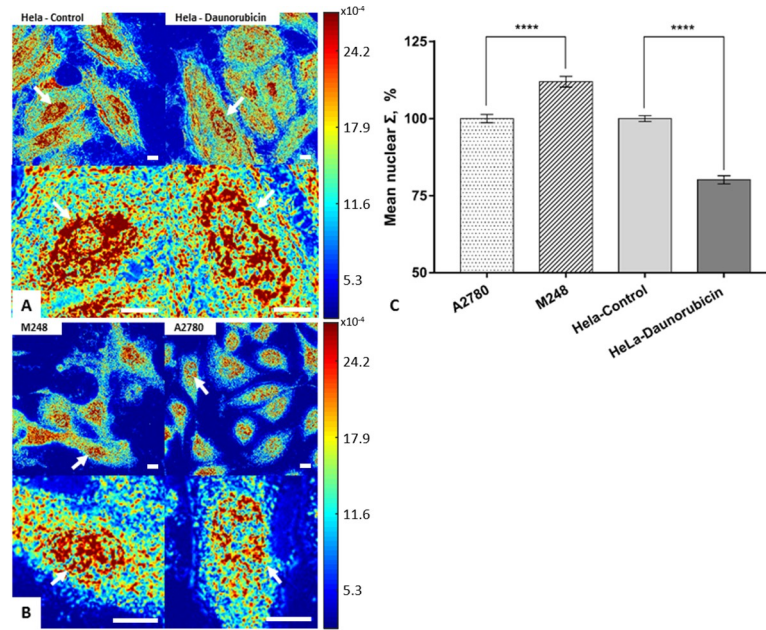 Hela - Control
Hela - Daunorubicin
x10⁻⁴
24.2
17.9
11.6
5.3
A
M248
A2780
x10⁻⁴
24.2
17.9
11.6
5.3
B
****
****
125
100
75
50
Mean nuclear Σ, %
A2780
M248
Hela-Control
HeLa-Daunorubicin
C